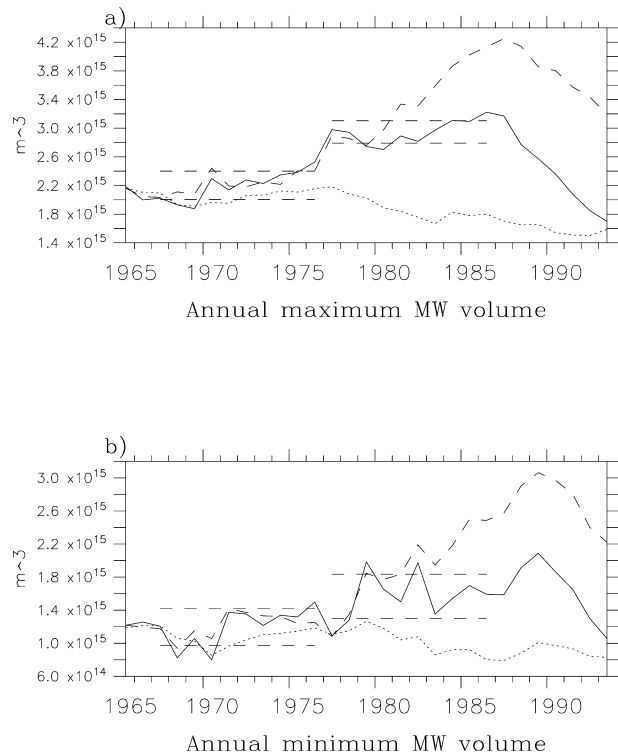 a)
4.2 x10^15
3.8 x10^15
3.4 x10^15
3.0 x10^15
2.6 x10^15
2.2 x10^15
1.8 x10^15
1.4 x10^15
m^3
1965 1970 1975 1980 1985 1990
Annual maximum MW volume
b)
3.0 x10^15
2.6 x10^15
2.2 x10^15
1.8 x10^15
1.4 x10^15
1.0 x10^15
6.0 x10^14
m^3
1965 1970 1975 1980 1985 1990
Annual minimum MW volume